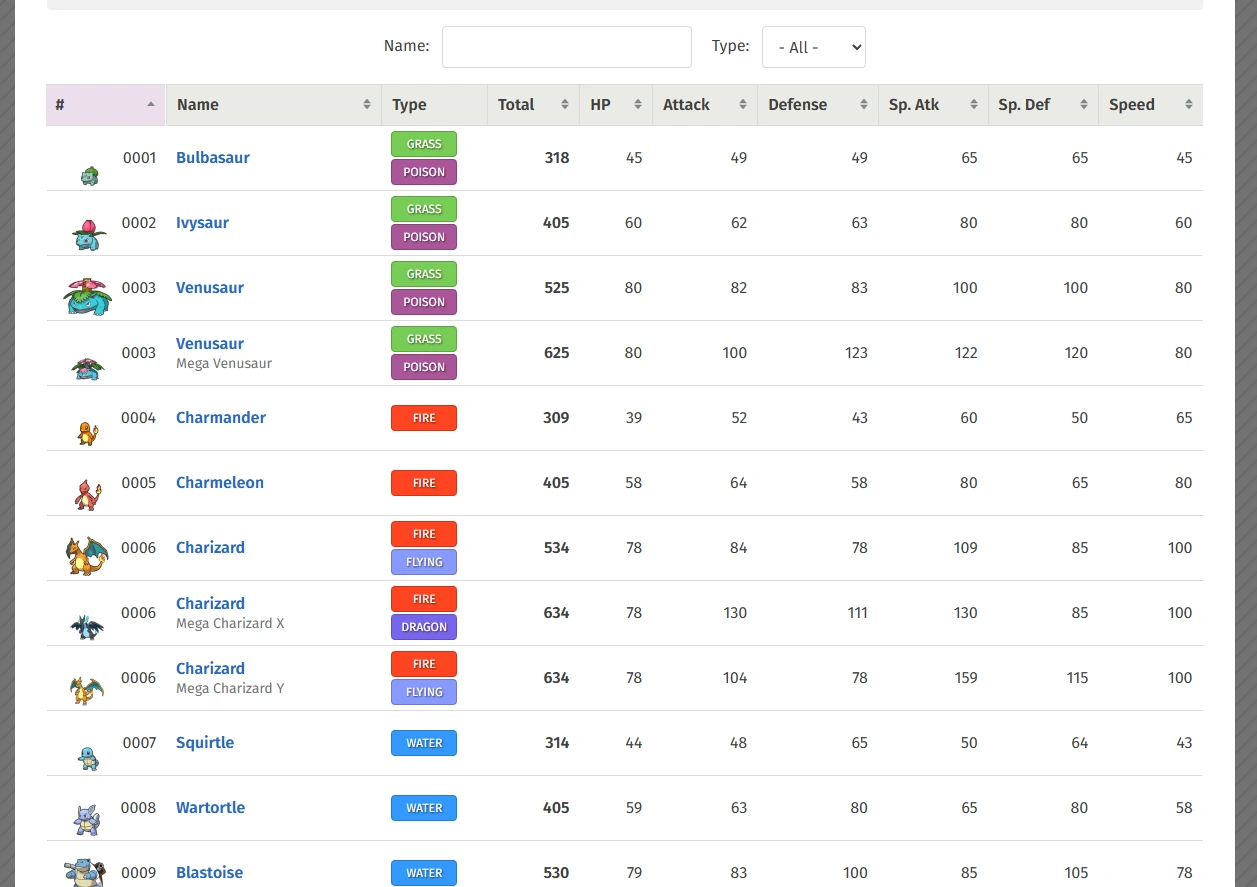 Name: Type: - All -
# Name Type Total HP Attack Defense Sp. Atk Sp. Def Speed
0001 Bulbasaur GRASS POISON 318 45 49 49 65 65 45
0002 Ivysaur GRASS POISON 405 60 62 63 80 80 60
0003 Venusaur GRASS POISON 525 80 82 83 100 100 80
0003 Venusaur Mega Venusaur GRASS POISON 625 80 100 123 122 120 80
0004 Charmander FIRE 309 39 52 43 60 50 65
0005 Charmeleon FIRE 405 58 64 58 80 65 80
0006 Charizard FIRE FLYING 534 78 84 78 109 85 100
0006 Charizard Mega Charizard X FIRE DRAGON 634 78 130 111 130 85 100
0006 Charizard Mega Charizard Y FIRE FLYING 634 78 104 78 159 115 100
0007 Squirtle WATER 314 44 48 65 50 64 43
0008 Wartortle WATER 405 59 63 80 65 80 58
0009 Blastoise WATER 530 79 83 100 85 105 78